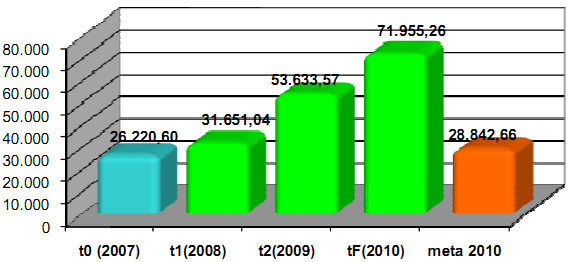 71.955,26
80.000
70.000
53.633,57
60.000
50.000
31.651,04
40.000
26.220,60
28.842,66
30.000
20.000
10.000
0
t0 (2007)
t1(2008)
t2(2009)
tF(2010)
meta 2010